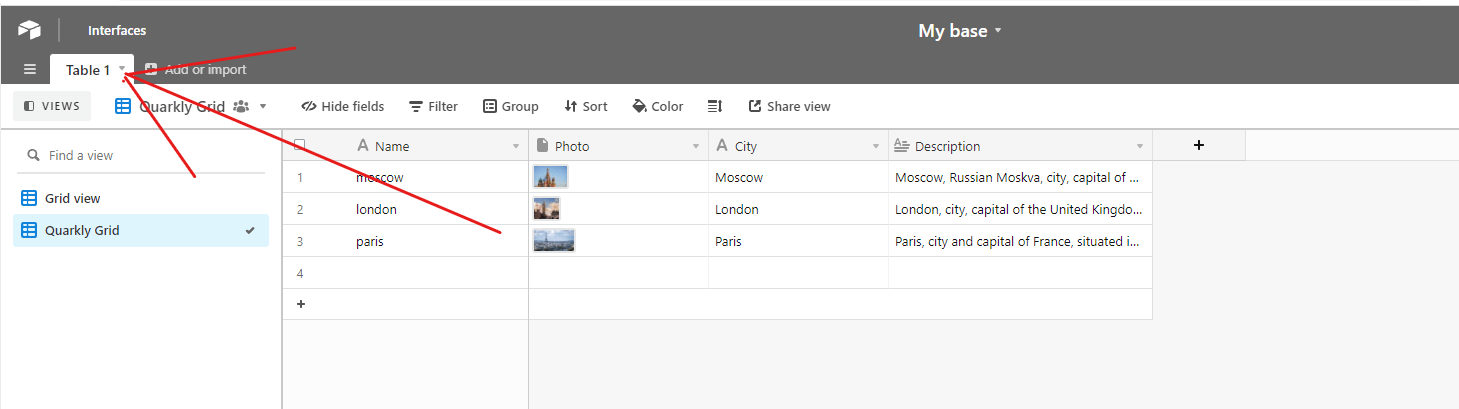 Interfaces
My base
Table 1
Add or import
VIEWS
Quarkly Grid
Hide fields
Filter
Group
Sort
Color
Share view
Find a view
Grid view
Quarkly Grid
Name Photo City Description
1 moscow Moscow Moscow, Russian Moskva, city, capital of ...
2 london London London, city, capital of the United Kingdo...
3 paris Paris Paris, city and capital of France, situated i...
4
+